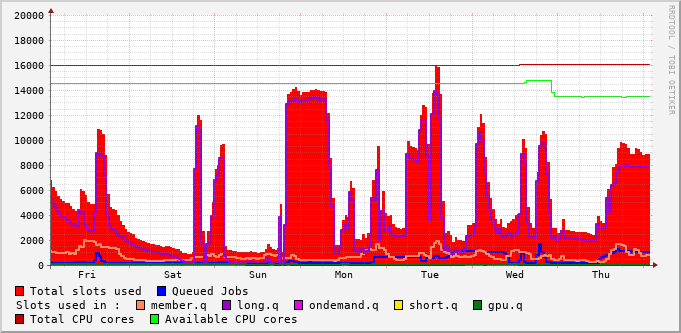 20000
18000
16000
14000
12000
10000
8000
6000
4000
2000
0
Fri Sat Sun Mon Tue Wed Thu
Total slots used Queued Jobs
Slots used in : member.q long.q ondemand.q short.q gpu.q
Total CPU cores Available CPU cores
RRDTOOL / TOBI OETIKER